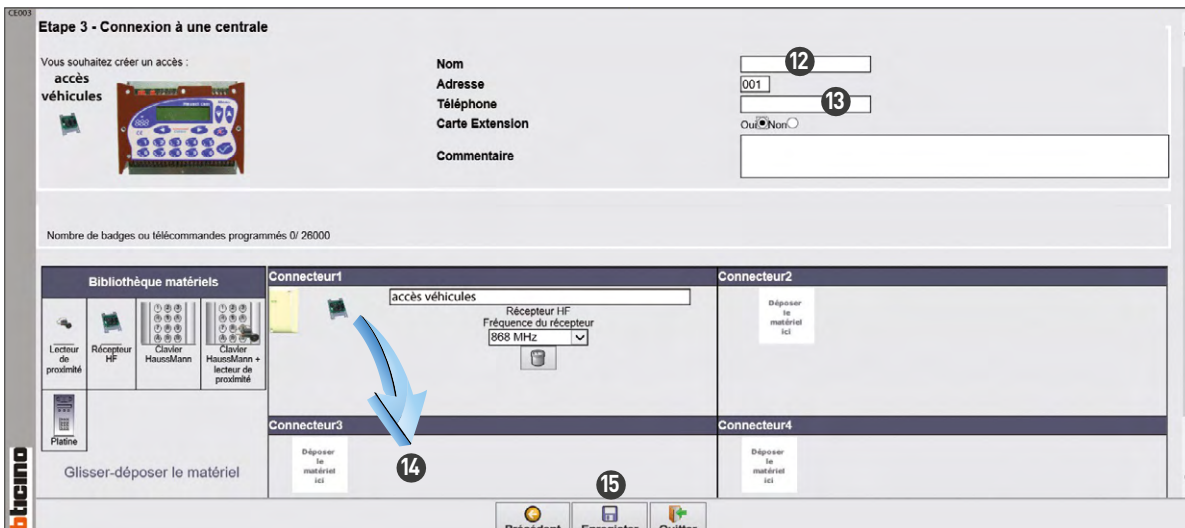 CE003
Etape 3 - Connexion à une centrale
Vous souhaitez créer un accès :
accès
véhicules
Nom
12
Adresse
001
Téléphone
13
Carte Extension
Oui Non
Commentaire
Nombre de badges ou télécommandes programmés 0/ 26000
Bibliothèque matériels
Lecteur
de
proximité
Récepteur
HF
Clavier
HaussMann
Clavier
HaussMann +
lecteur de
proximité
Platine
Glisser-déposer le matériel
Connecteur1
accès véhicules
Récepteur HF
Fréquence du récepteur
868 MHz
Connecteur2
Déposer
le
matériel
ici
Connecteur3
Déposer
le
matériel
ici
14
Connecteur4
Déposer
le
matériel
ici
15
Précédent
Enregistrer
Quitter
bticino